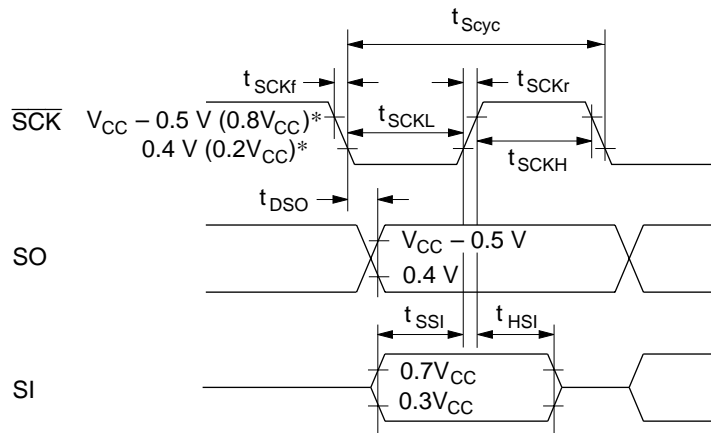 tScyc
tSCKf
tSCKr
SCK VCC – 0.5 V (0.8VCC)*
tSCKL
0.4 V (0.2VCC)*
tSCKH
tDSO
SO
VCC – 0.5 V
0.4 V
tSSI
tHSI
SI
0.7VCC
0.3VCC